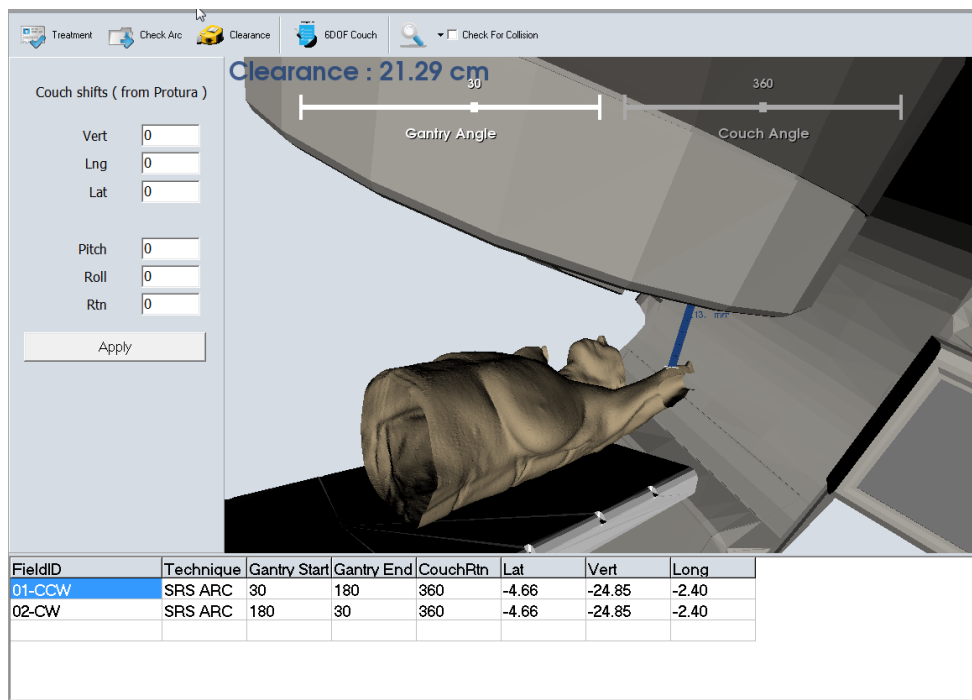 Treatment Check Arc Clearance 6DOF Couch Check For Collision
Clearance : 21.29 cm
Couch shifts ( from Protura )
Vert 0
Lng 0
Lat 0
Pitch 0
Roll 0
Rtn 0
Apply
30 360
Gantry Angle Couch Angle
13. mm
FieldID Technique Gantry Start Gantry End CouchRtn Lat Vert Long
01-CCW SRS ARC 30 180 360 -4.66 -24.85 -2.40
02-CW SRS ARC 180 30 360 -4.66 -24.85 -2.40